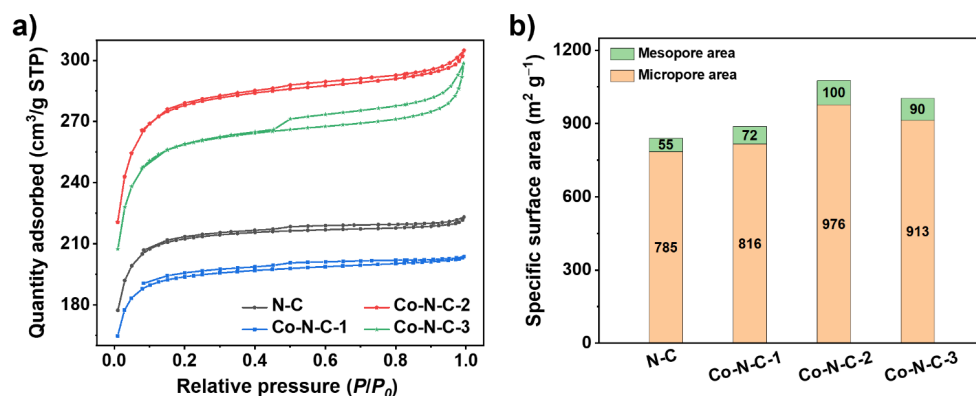 a)
Quantity adsorbed (cm³/g STP)
300
270
240
210
180
N-C
Co-N-C-2
Co-N-C-1
Co-N-C-3
0.0 0.2 0.4 0.6 0.8 1.0
Relative pressure (P/P₀)
b)
Specific surface area (m² g⁻¹)
1200
900
600
300
0
Mesopore area
Micropore area
55
72
100
90
785
816
976
913
N-C
Co-N-C-1
Co-N-C-2
Co-N-C-3